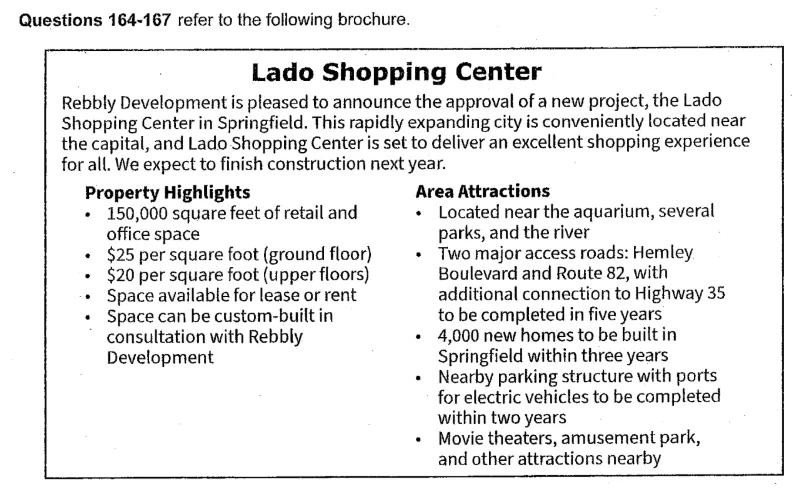 Questions 164-167 refer to the following brochure.
Lado Shopping Center
Rebbly Development is pleased to announce the approval of a new project, the Lado
Shopping Center in Springfield. This rapidly expanding city is conveniently located near
the capital, and Lado Shopping Center is set to deliver an excellent shopping experience
for all. We expect to finish construction next year.
Property Highlights
• 150,000 square feet of retail and
office space
• $25 per square foot (ground floor)
• $20 per square foot (upper floors)
• Space available for lease or rent
• Space can be custom-built in
consultation with Rebbly
Development
Area Attractions
• Located near the aquarium, several
parks, and the river
• Two major access roads: Hemley
Boulevard and Route 82, with
additional connection to Highway 35
to be completed in five years
• 4,000 new homes to be built in
Springfield within three years
• Nearby parking structure with ports
for electric vehicles to be completed
within two years
• Movie theaters, amusement park,
and other attractions nearby